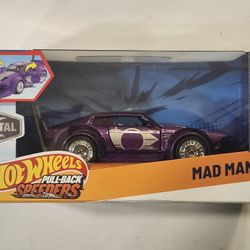 TAL
HOT WHEELS
PULL-BACK
SPEEDERS
MAD MAN